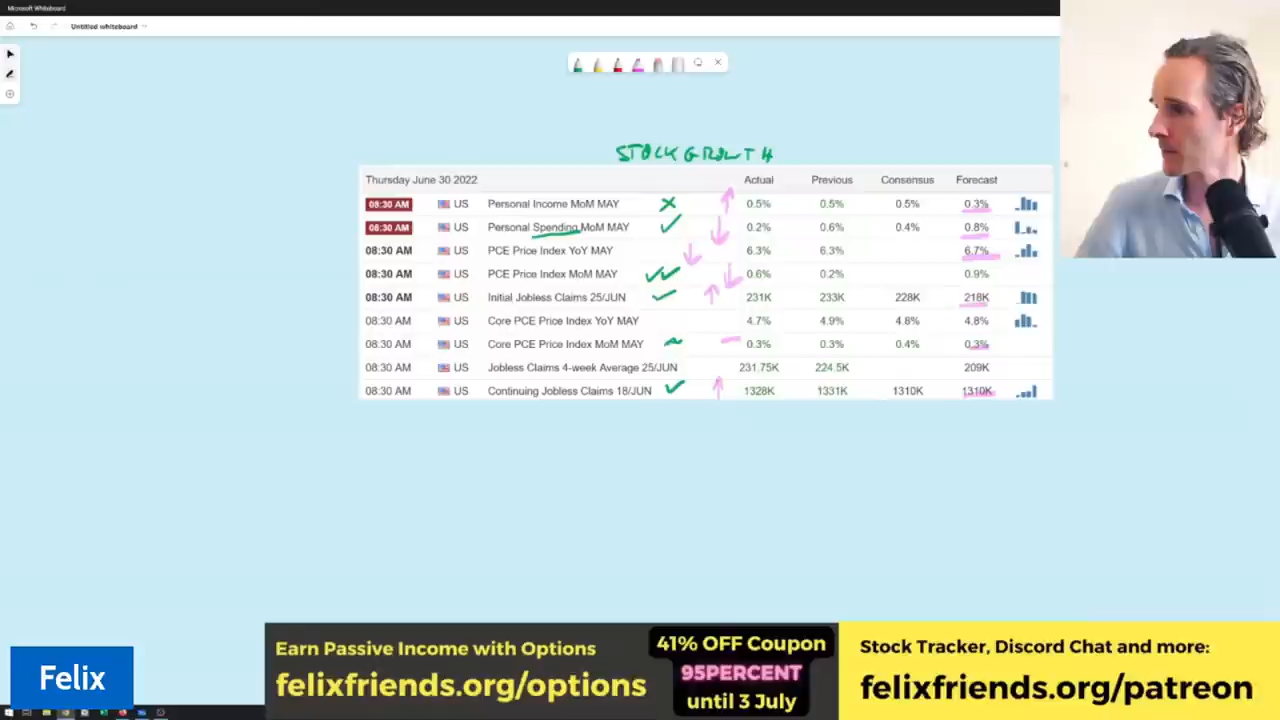 Microsoft Whiteboard
Untitled whiteboard
STOCK GROWTH
Thursday June 30 2022 Actual Previous Consensus Forecast
08:30 AM US Personal Income MoM MAY 0.5% 0.5% 0.5% 0.3%
08:30 AM US Personal Spending MoM MAY 0.2% 0.6% 0.4% 0.8%
08:30 AM US PCE Price Index YoY MAY 6.3% 6.3% 6.7%
08:30 AM US PCE Price Index MoM MAY 0.6% 0.2% 0.9%
08:30 AM US Initial Jobless Claims 25/JUN 231K 233K 228K 218K
08:30 AM US Core PCE Price Index YoY MAY 4.7% 4.9% 4.8% 4.8%
08:30 AM US Core PCE Price Index MoM MAY 0.3% 0.3% 0.4% 0.3%
08:30 AM US Jobless Claims 4-week Average 25/JUN 231.75K 224.5K 209K
08:30 AM US Continuing Jobless Claims 18/JUN 1328K 1331K 1310K 1310K
Felix
Earn Passive Income with Options
felixfriends.org/options
41% OFF Coupon
95PERCENT
until 3 July
Stock Tracker, Discord Chat and more:
felixfriends.org/patreon